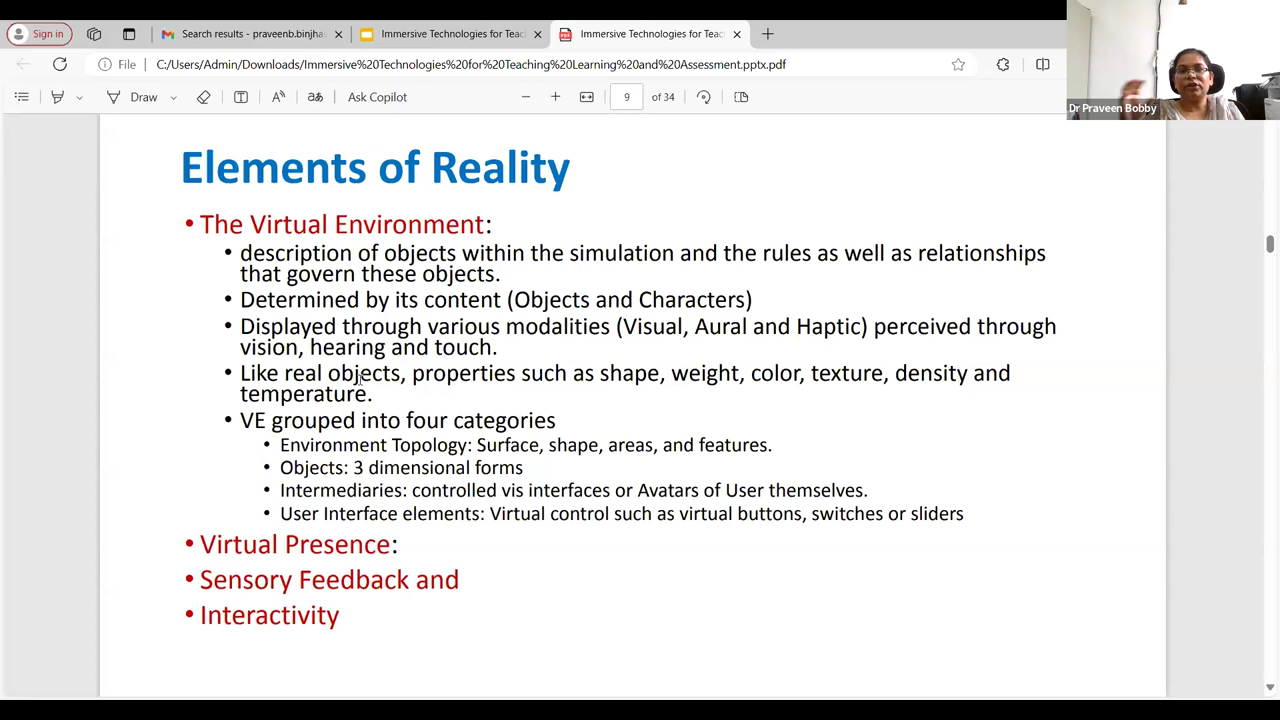 Sign in
Search results - praveenb.binjha
Immersive Technologies for Teac
Immersive Technologies for Teac
File
C:/Users/Admin/Downloads/Immersive%20Technologies%20for%20Teaching%20Learning%20and%20Assessment.pptx.pdf
Draw
Ask Copilot
9 of 34
Dr Praveen Bobby
Elements of Reality
• The Virtual Environment:
• description of objects within the simulation and the rules as well as relationships
that govern these objects.
• Determined by its content (Objects and Characters)
• Displayed through various modalities (Visual, Aural and Haptic) perceived through
vision, hearing and touch.
• Like real objects, properties such as shape, weight, color, texture, density and
temperature.
• VE grouped into four categories
• Environment Topology: Surface, shape, areas, and features.
• Objects: 3 dimensional forms
• Intermediaries: controlled vis interfaces or Avatars of User themselves.
• User Interface elements: Virtual control such as virtual buttons, switches or sliders
• Virtual Presence:
• Sensory Feedback and
• Interactivity